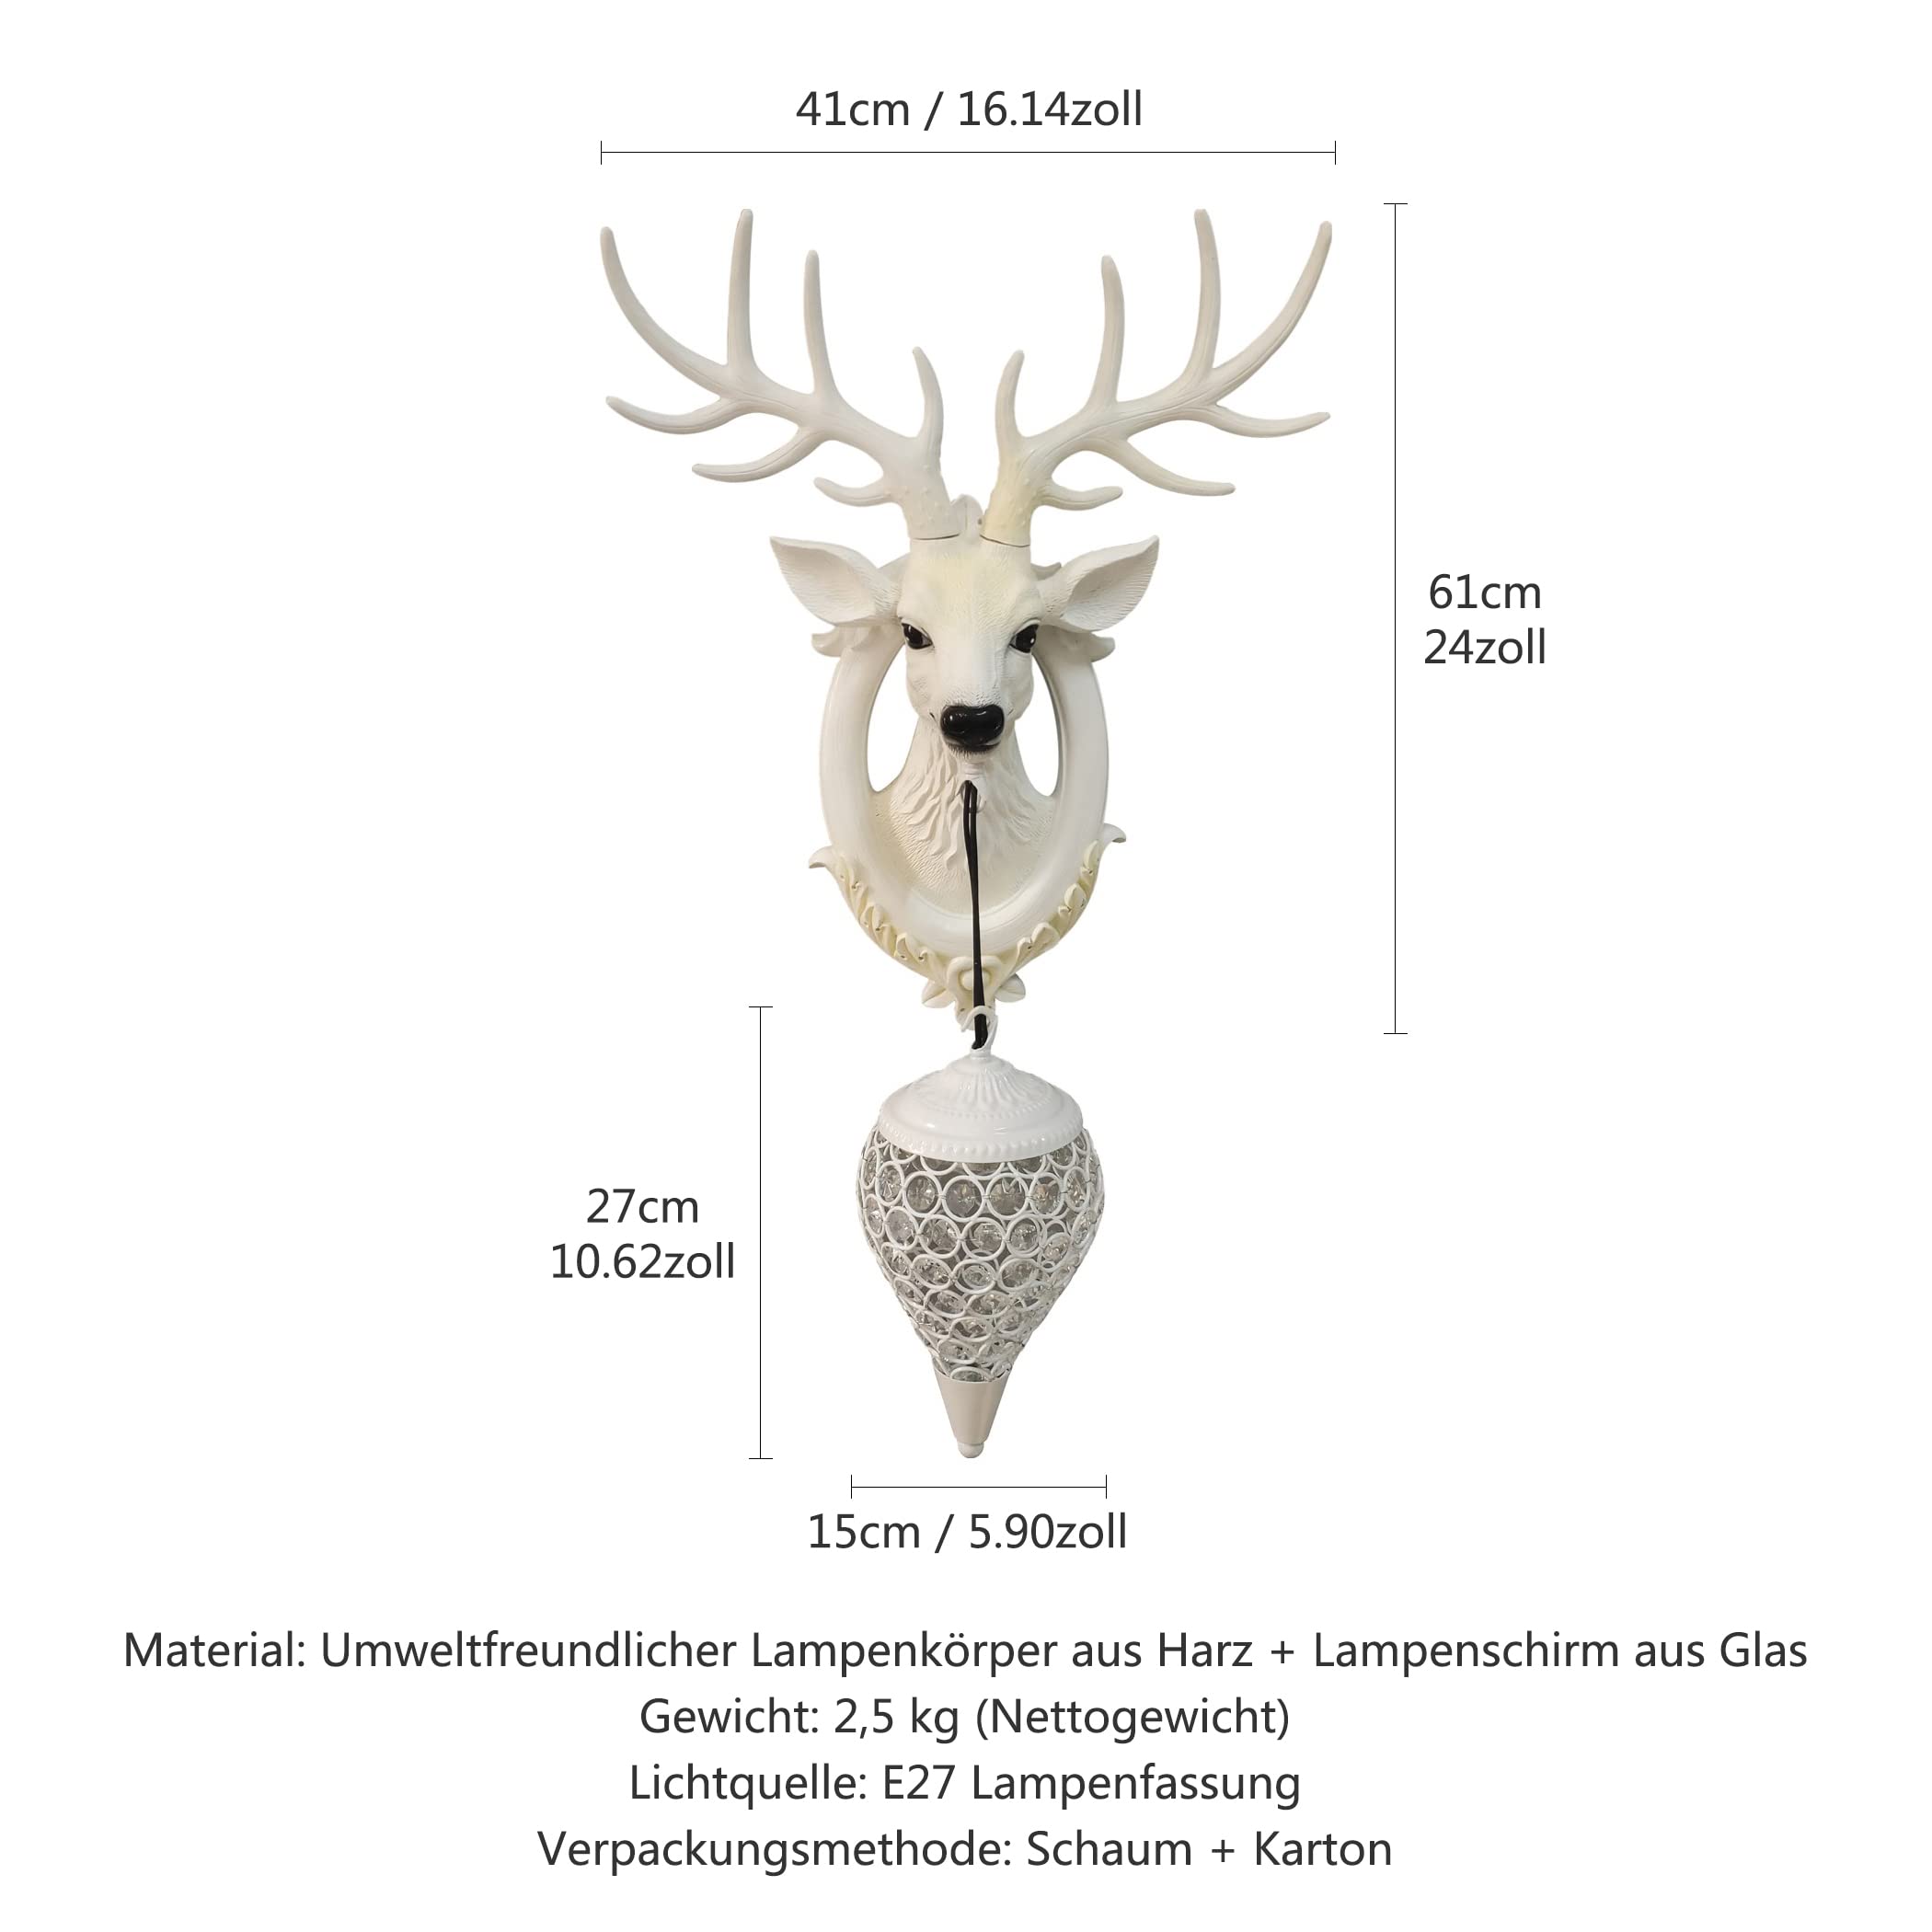 41cm / 16.14zoll
61cm
24zoll
27cm
10.62zoll
15cm / 5.90zoll
Material: Umweltfreundlicher Lampenkörper aus Harz + Lampenschirm aus Glas
Gewicht: 2,5 kg (Nettogewicht)
Lichtquelle: E27 Lampenfassung
Verpackungsmethode: Schaum + Karton